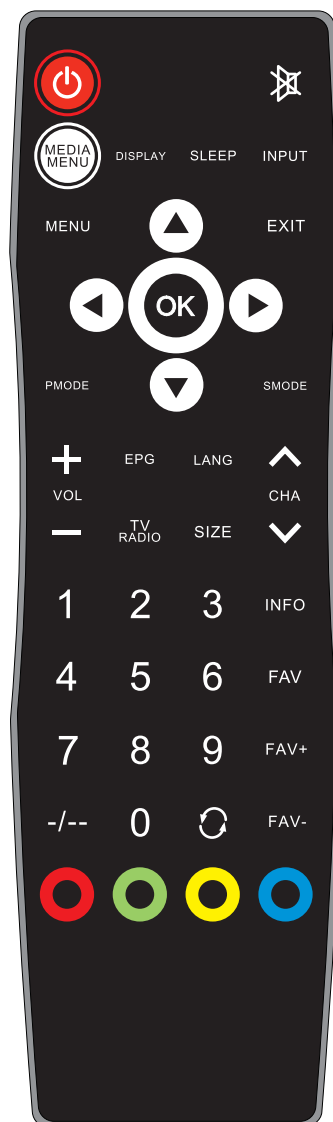 MEDIA
MENU
DISPLAY SLEEP INPUT
MENU EXIT
OK
PMODE SMODE
+ EPG LANG
VOL CHA
- TV
RADIO SIZE
1 2 3 INFO
4 5 6 FAV
7 8 9 FAV+
-/-- 0 FAV-